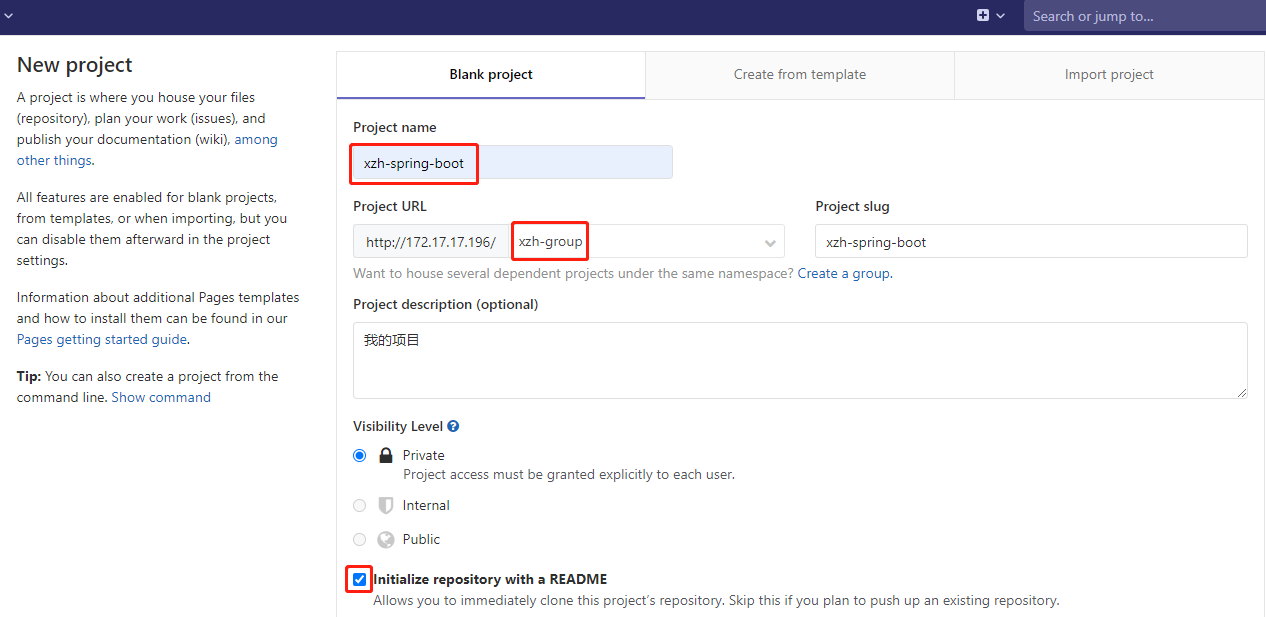 Search or jump to...
New project
A project is where you house your files
(repository), plan your work (issues), and
publish your documentation (wiki), among
other things.
All features are enabled for blank projects,
from templates, or when importing, but you
can disable them afterward in the project
settings.
Information about additional Pages templates
and how to install them can be found in our
Pages getting started guide.
Tip: You can also create a project from the
command line. Show command
Blank project
Create from template
Import project
Project name
xzh-spring-boot
Project URL
Project slug
http://172.17.17.196/
xzh-group
xzh-spring-boot
Want to house several dependent projects under the same namespace? Create a group.
Project description (optional)
我的项目
Visibility Level
Private
Project access must be granted explicitly to each user.
Internal
Public
Initialize repository with a README
Allows you to immediately clone this project's repository. Skip this if you plan to push up an existing repository.